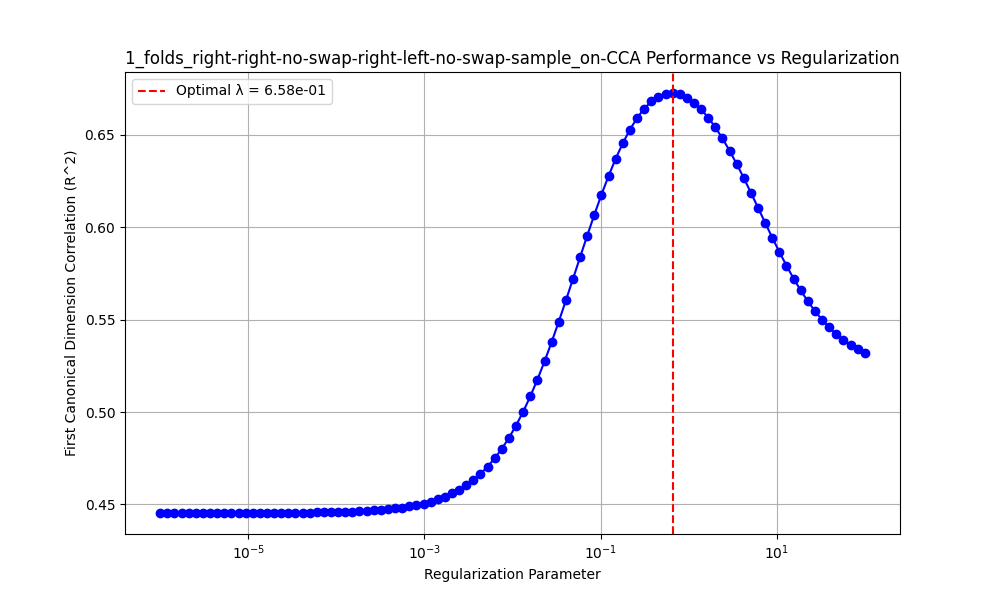 1_folds_right-right-no-swap-right-left-no-swap-sample_on-CCA Performance vs Regularization
Optimal λ = 6.58e-01
First Canonical Dimension Correlation (R^2)
0.65
0.60
0.55
0.50
0.45
10^-5
10^-3
10^-1
10^1
Regularization Parameter